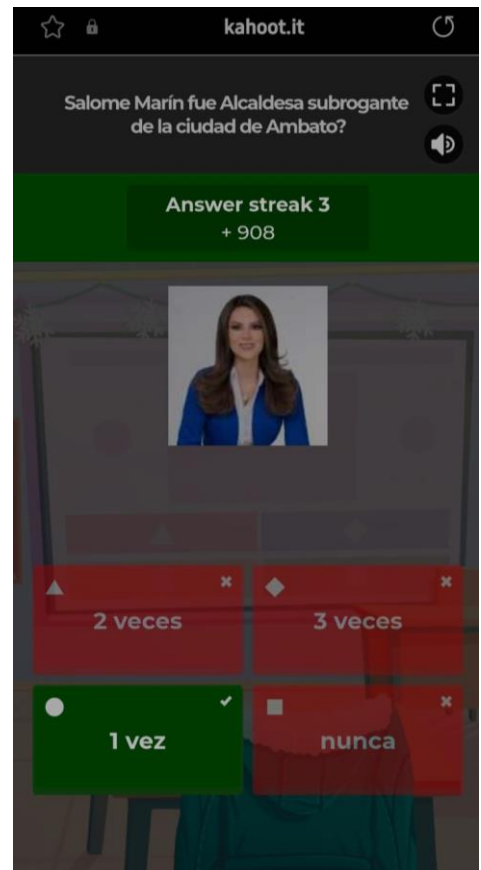 kahoot.it
Salome Marín fue Alcaldesa subrogante
de la ciudad de Ambato?
Answer streak 3
+ 908
2 veces
3 veces
1 vez
nunca